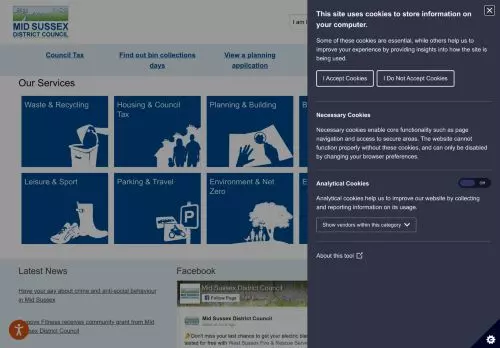 MID SUSSEX
DISTRICT COUNCIL
I am l
Council Tax
Find out bin collections
days
View a planning
application
Our Services
Waste & Recycling
Housing & Council
Tax
Planning & Building
B
Leisure & Sport
Parking & Travel
Environment & Net
Zero
Latest News
Have your say about crime and anti-social behaviour
in Mid Sussex
Fitness receives community grant from Mid
Sussex District Council
Facebook
Mid Sussex District Council
Follow Page
Mid Sussex District Council
Don't miss your last chance to get your electric blan
tested for free with West Sussex Fire & Rescue Servic
This site uses cookies to store information on
your computer.
Some of these cookies are essential, while others help us to
improve your experience by providing insights into how the site is
being used.
I Accept Cookies
I Do Not Accept Cookies
Necessary Cookies
Necessary cookies enable core functionality such as page
navigation and access to secure areas. The website cannot
function properly without these cookies, and can only be disabled
by changing your browser preferences.
Analytical Cookies
Off
Analytical cookies help us to improve our website by collecting
and reporting information on its usage.
Show vendors within this category
About this tool